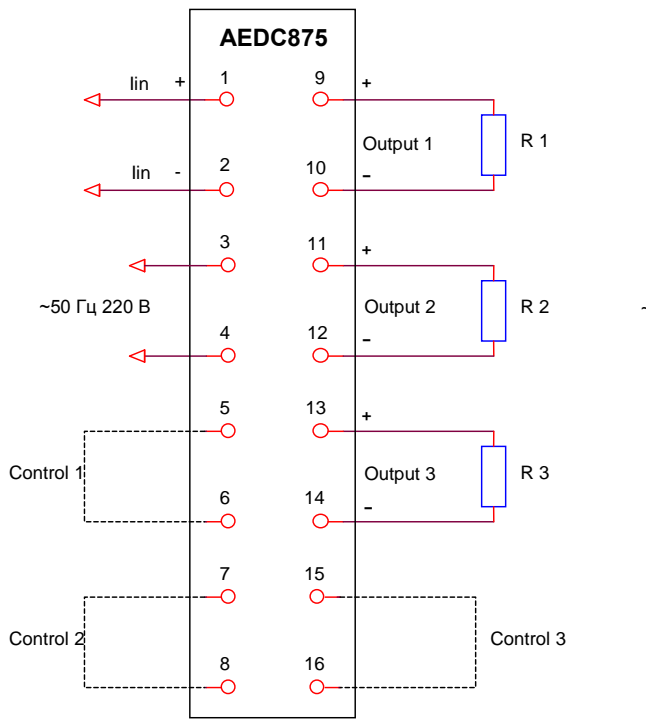 AEDC875
Iin + 1 9 +
Output 1 R 1
Iin - 2 10 -
3 11 +
~50 Гц 220 В Output 2 R 2 ~
4 12 -
5 13 +
Control 1 Output 3 R 3
6 14 -
7 15
Control 2 Control 3
8 16